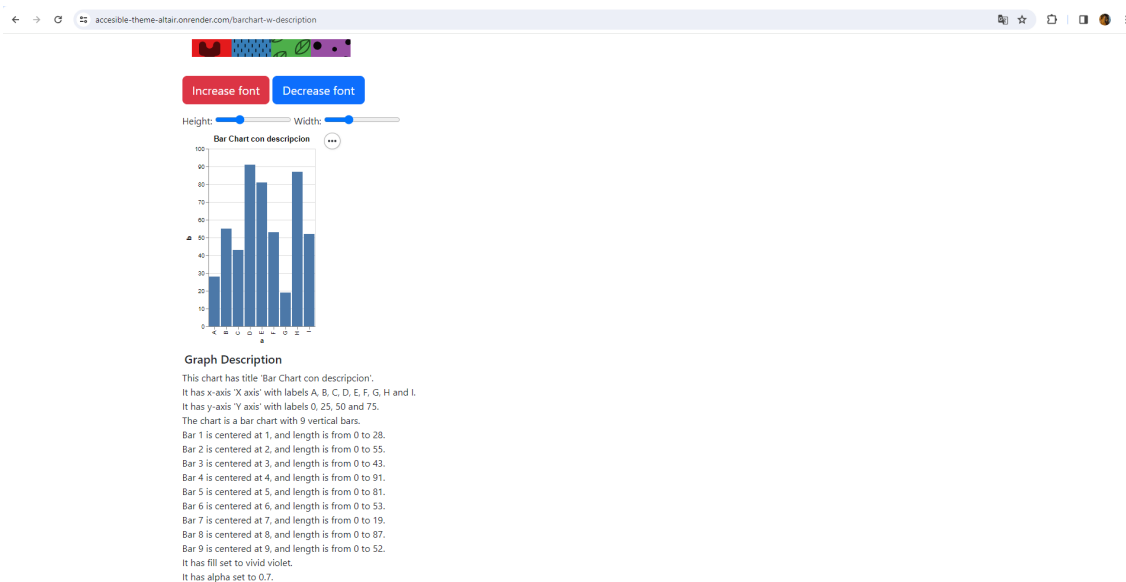 accesible-theme-altair.onrender.com/barchart-w-description
Increase font Decrease font
Height: Width:
Bar Chart con descripcion
100
90
80
70
60
50
40
30
20
10
0
b
A B C D E F G H I
a
Graph Description
This chart has title 'Bar Chart con descripcion'.
It has x-axis 'X axis' with labels A, B, C, D, E, F, G, H and I.
It has y-axis 'Y axis' with labels 0, 25, 50 and 75.
The chart is a bar chart with 9 vertical bars.
Bar 1 is centered at 1, and length is from 0 to 28.
Bar 2 is centered at 2, and length is from 0 to 55.
Bar 3 is centered at 3, and length is from 0 to 43.
Bar 4 is centered at 4, and length is from 0 to 91.
Bar 5 is centered at 5, and length is from 0 to 81.
Bar 6 is centered at 6, and length is from 0 to 53.
Bar 7 is centered at 7, and length is from 0 to 19.
Bar 8 is centered at 8, and length is from 0 to 87.
Bar 9 is centered at 9, and length is from 0 to 52.
It has fill set to vivid violet.
It has alpha set to 0.7.